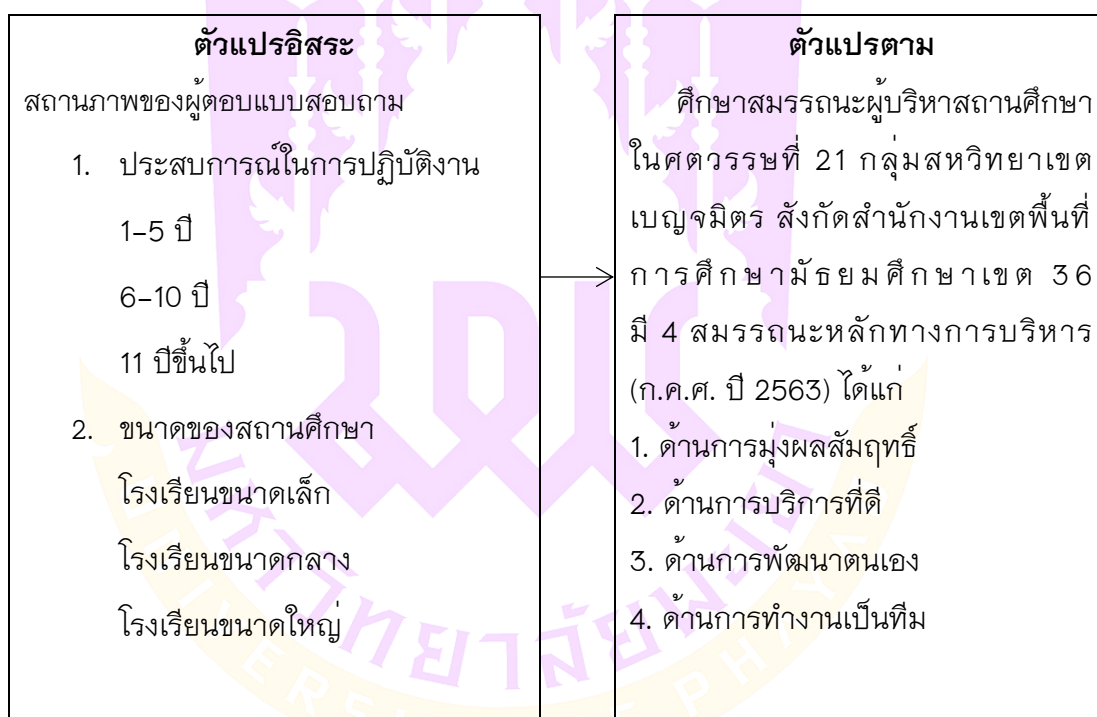 ตัวแปรอิสระ
สถานภาพของผู้ตอบแบบสอบถาม
1. ประสบการณ์ในการปฏิบัติงาน
1–5 ปี
6–10 ปี
11 ปีขึ้นไป
2. ขนาดของสถานศึกษา
โรงเรียนขนาดเล็ก
โรงเรียนขนาดกลาง
โรงเรียนขนาดใหญ่
ตัวแปรตาม
ศึกษาสมรรถนะผู้บริหาสถานศึกษา
ในศตวรรษที่ 21 กลุ่มสหวิทยาเขต
เบญจมิตร สังกัดสำนักงานเขตพื้นที่
การศึกษามัธยมศึกษาเขต 36
มี 4 สมรรถนะหลักทางการบริหาร
(ก.ค.ศ. ปี 2563) ได้แก่
1. ด้านการมุ่งผลสัมฤทธิ์
2. ด้านการบริการที่ดี
3. ด้านการพัฒนาตนเอง
4. ด้านการทำงานเป็นทีม
มหาวิทยาลัยพะเยา